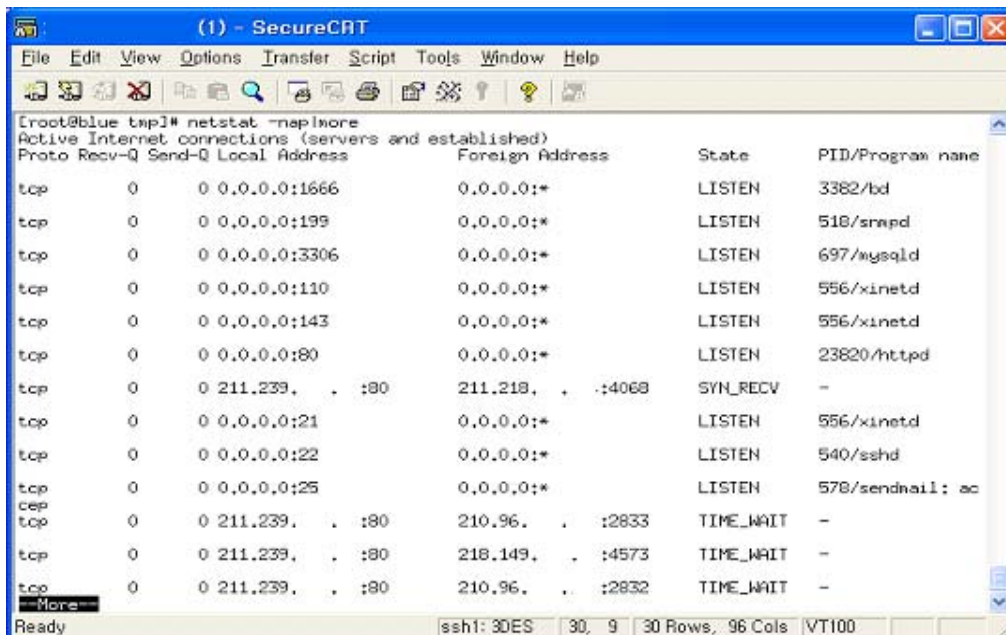 (1) - SecureCRT
File Edit View Options Transfer Script Tools Window Help
[root@blue tmp]# netstat -nap|more
Active Internet connections (servers and established)
Proto Recv-Q Send-Q Local Address Foreign Address State PID/Program name
tcp 0 0 0.0.0.0:1666 0.0.0.0:* LISTEN 3382/bd
tcp 0 0 0.0.0.0:199 0.0.0.0:* LISTEN 518/snmpd
tcp 0 0 0.0.0.0:3306 0.0.0.0:* LISTEN 697/mysqld
tcp 0 0 0.0.0.0:110 0.0.0.0:* LISTEN 556/xinetd
tcp 0 0 0.0.0.0:143 0.0.0.0:* LISTEN 556/xinetd
tcp 0 0 0.0.0.0:80 0.0.0.0:* LISTEN 23820/httpd
tcp 0 0 211.239. . :80 211.218. . :4068 SYN_RECV -
tcp 0 0 0.0.0.0:21 0.0.0.0:* LISTEN 556/xinetd
tcp 0 0 0.0.0.0:22 0.0.0.0:* LISTEN 540/sshd
tcp 0 0 0.0.0.0:25 0.0.0.0:* LISTEN 578/sendmail: ac
cep
tcp 0 0 211.239. . :80 210.96. . :2833 TIME_WAIT -
tcp 0 0 211.239. . :80 218.149. . :4573 TIME_WAIT -
tcp 0 0 211.239. . :80 210.96. . :2832 TIME_WAIT -
--More--
Ready ssh1: 3DES 30, 9 30 Rows, 96 Cols VT100